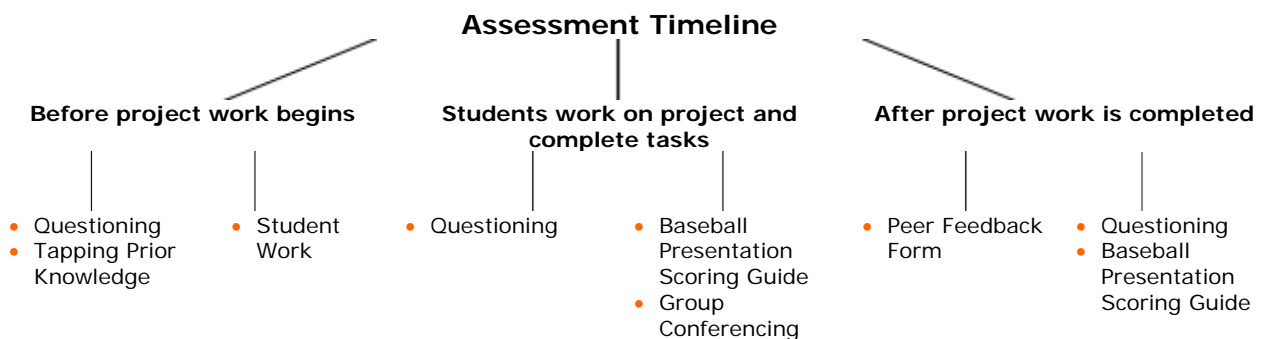 Assessment Timeline
Before project work begins
Students work on project and
complete tasks
After project work is completed
• Questioning
• Tapping Prior
Knowledge
• Student
Work
• Questioning
• Baseball
Presentation
Scoring Guide
• Group
Conferencing
• Peer Feedback
Form
• Questioning
• Baseball
Presentation
Scoring Guide